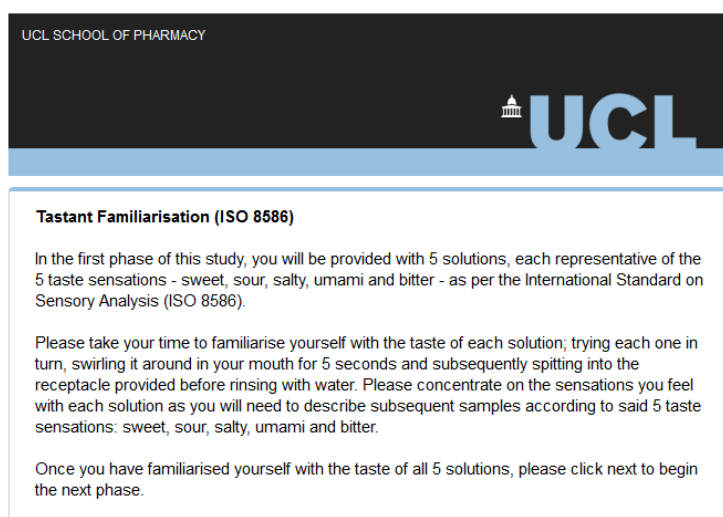 UCL SCHOOL OF PHARMACY
UCL
Tastant Familiarisation (ISO 8586)
In the first phase of this study, you will be provided with 5 solutions, each representative of the
5 taste sensations - sweet, sour, salty, umami and bitter - as per the International Standard on
Sensory Analysis (ISO 8586).
Please take your time to familiarise yourself with the taste of each solution; trying each one in
turn, swirling it around in your mouth for 5 seconds and subsequently spitting into the
receptacle provided before rinsing with water. Please concentrate on the sensations you feel
with each solution as you will need to describe subsequent samples according to said 5 taste
sensations: sweet, sour, salty, umami and bitter.
Once you have familiarised yourself with the taste of all 5 solutions, please click next to begin
the next phase.